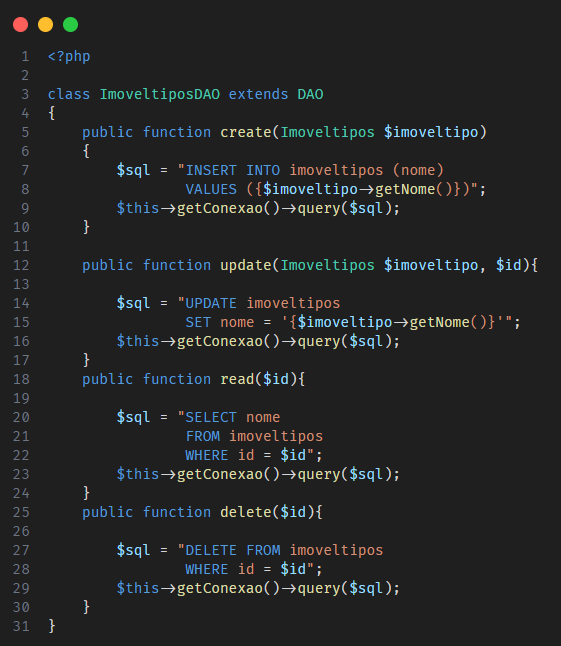 1 <?php
2
3 class ImoveltiposDAO extends DAO
4 {
5     public function create(Imoveltipos $imoveltipo)
6     {
7         $sql = "INSERT INTO imoveltipos (nome)
8                 VALUES ({$imoveltipo->getNome()})";
9         $this->getConexao()->query($sql);
10     }
11
12     public function update(Imoveltipos $imoveltipo, $id){
13
14         $sql = "UPDATE imoveltipos
15                 SET nome = '{$imoveltipo->getNome()}'";
16         $this->getConexao()->query($sql);
17     }
18     public function read($id){
19
20         $sql = "SELECT nome
21                 FROM imoveltipos
22                 WHERE id = $id";
23         $this->getConexao()->query($sql);
24     }
25     public function delete($id){
26
27         $sql = "DELETE FROM imoveltipos
28                 WHERE id = $id";
29         $this->getConexao()->query($sql);
30     }
31 }